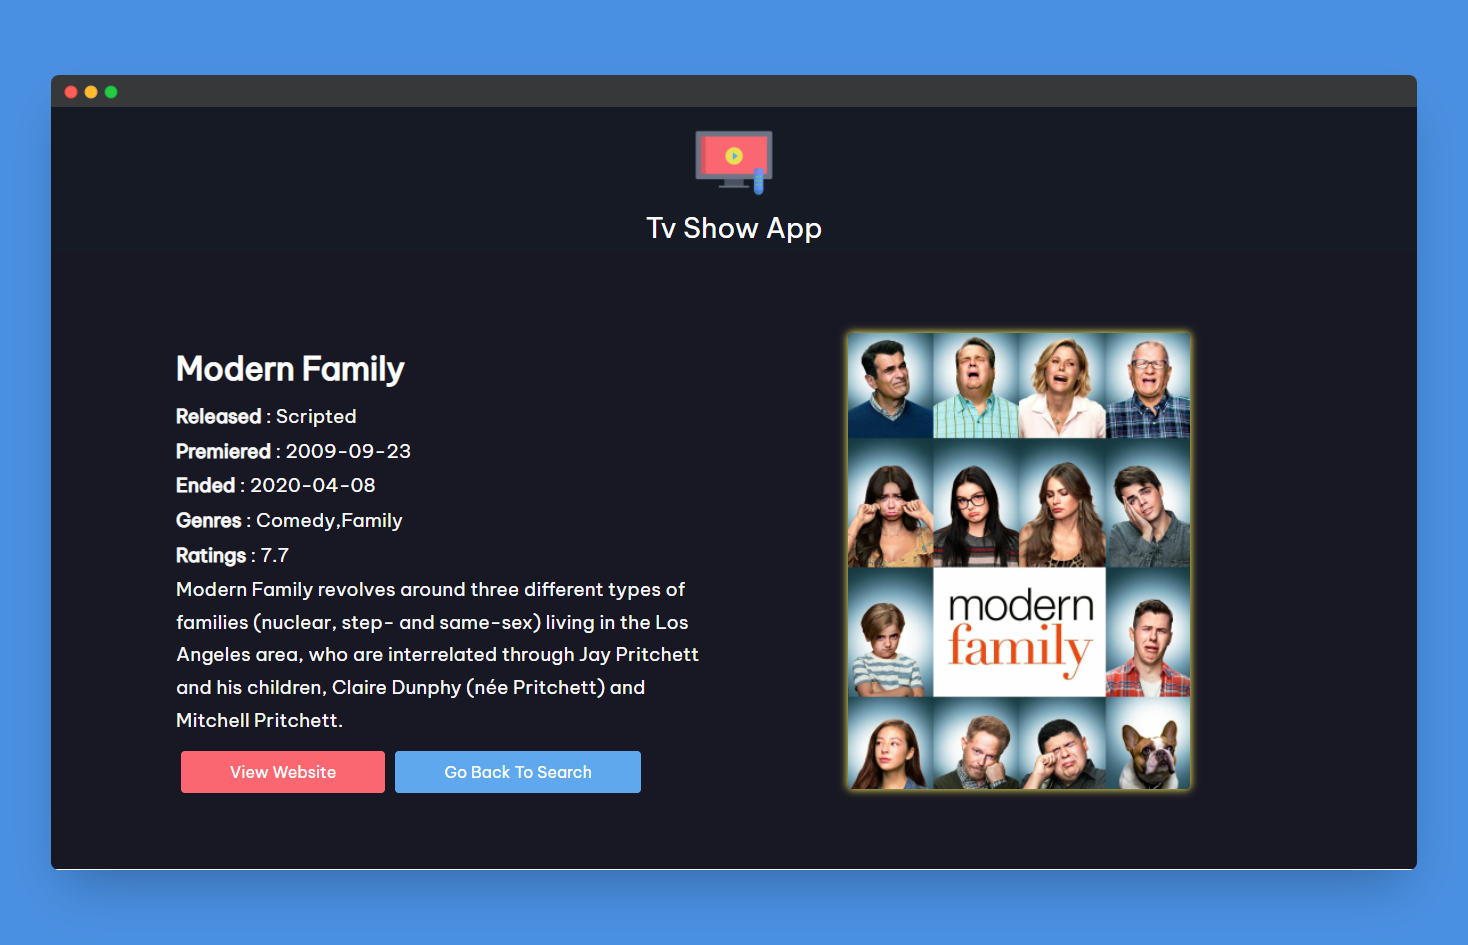 Tv Show App
Modern Family
Released : Scripted
Premiered : 2009-09-23
Ended : 2020-04-08
Genres : Comedy,Family
Ratings : 7.7
Modern Family revolves around three different types of
families (nuclear, step- and same-sex) living in the Los
Angeles area, who are interrelated through Jay Pritchett
and his children, Claire Dunphy (née Pritchett) and
Mitchell Pritchett.
View Website
Go Back To Search
modern
family